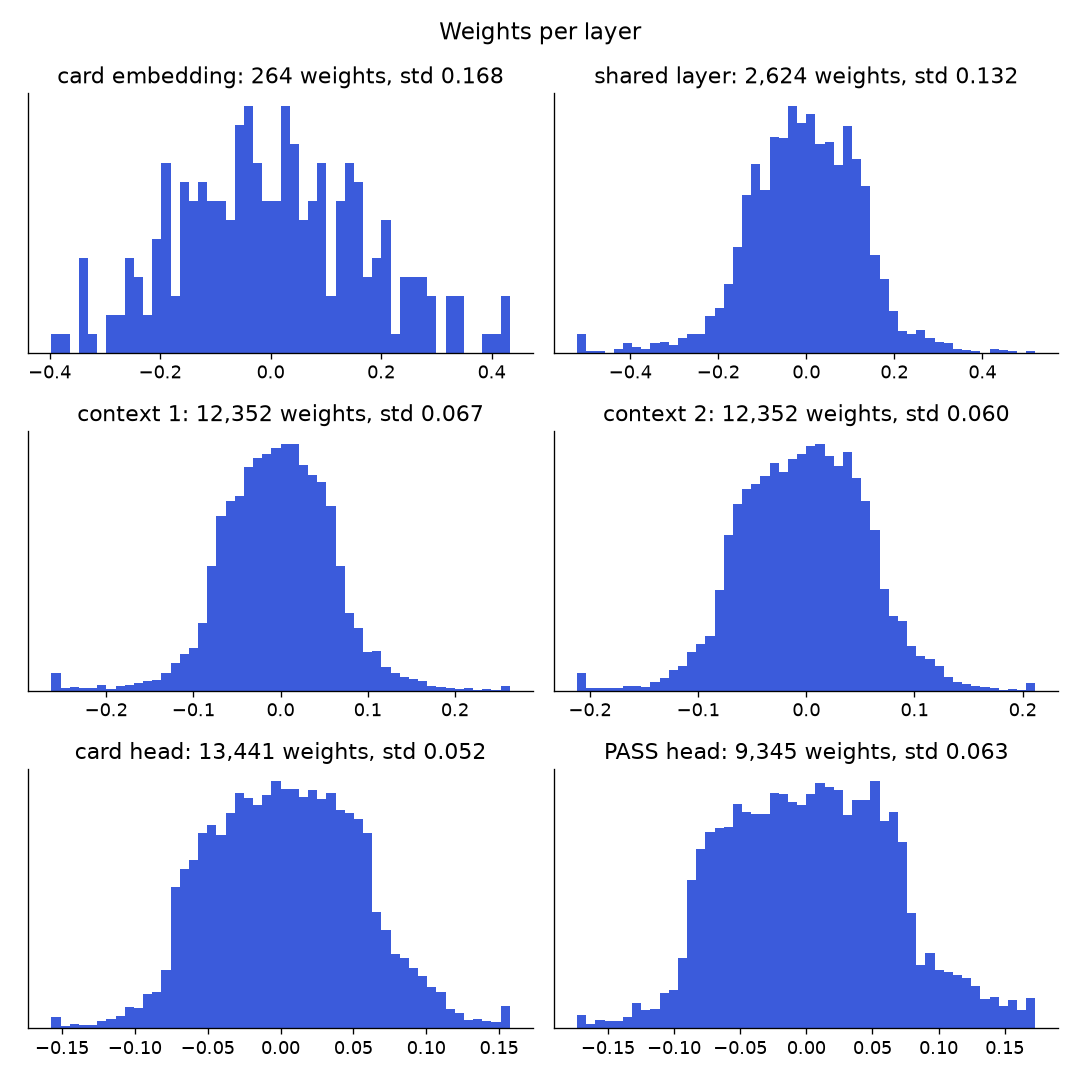 Weights per layer
card embedding: 264 weights, std 0.168
shared layer: 2,624 weights, std 0.132
−0.4 −0.2 0.0 0.2 0.4
−0.4 −0.2 0.0 0.2 0.4
context 1: 12,352 weights, std 0.067
context 2: 12,352 weights, std 0.060
−0.2 −0.1 0.0 0.1 0.2
−0.2 −0.1 0.0 0.1 0.2
card head: 13,441 weights, std 0.052
PASS head: 9,345 weights, std 0.063
−0.15 −0.10 −0.05 0.00 0.05 0.10 0.15
−0.15 −0.10 −0.05 0.00 0.05 0.10 0.15